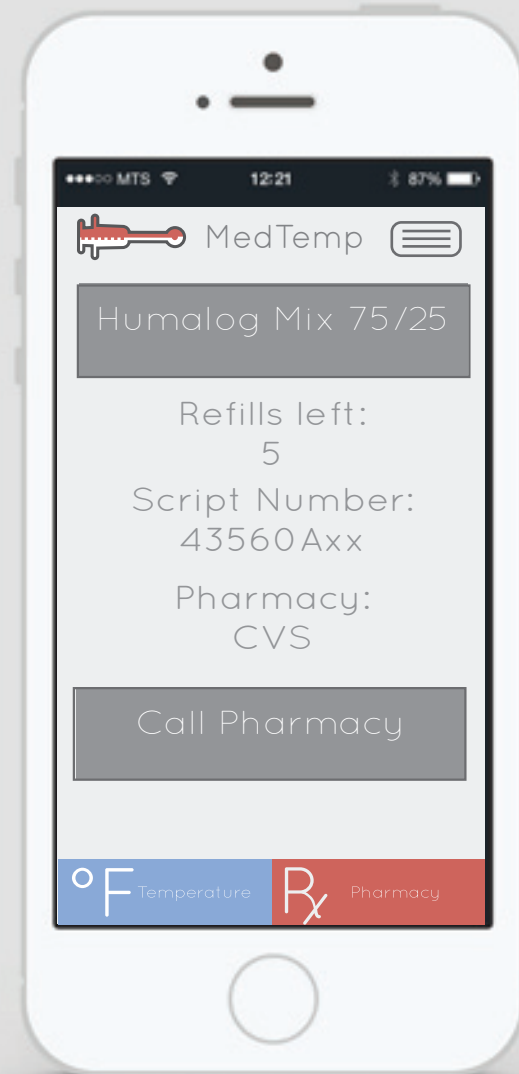 MTS 12:21 87%
MedTemp
Humalog Mix 75/25
Refills left:
5
Script Number:
43560Axx
Pharmacy:
CVS
Call Pharmacy
°F Temperature Rx Pharmacy